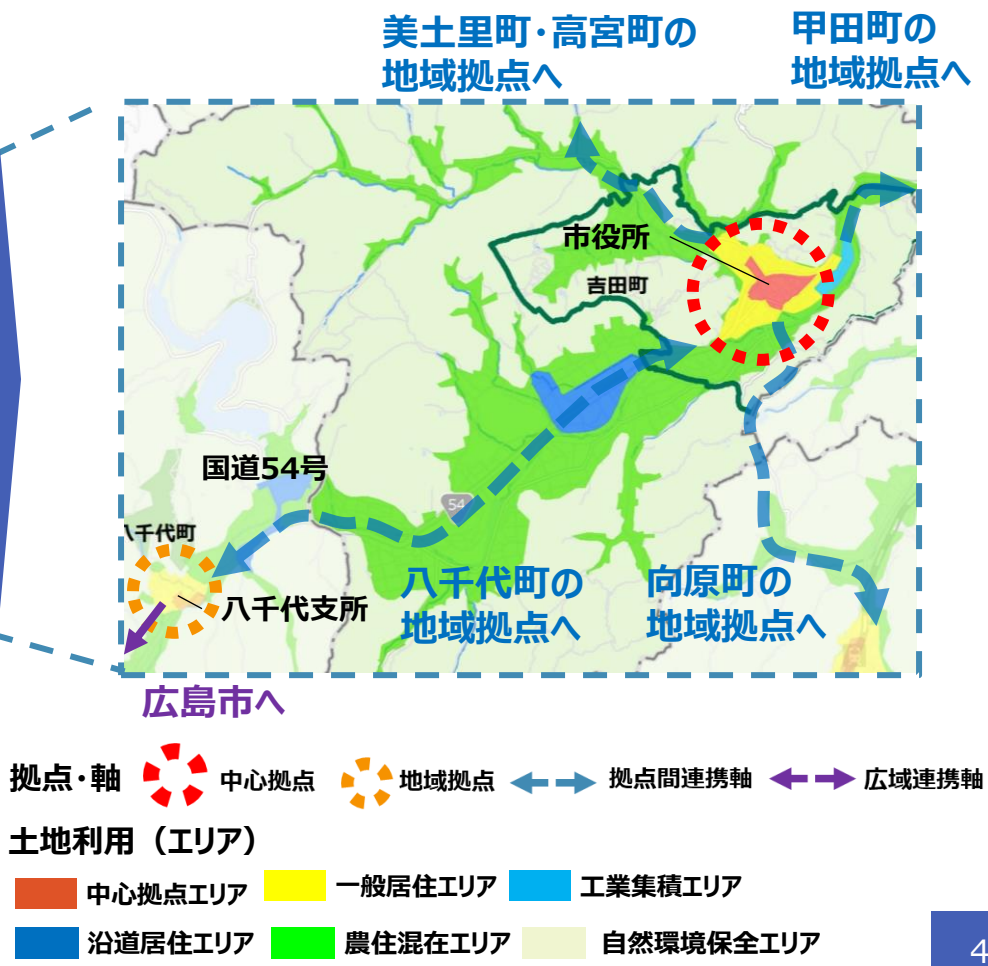 美土里町・高宮町の
地域拠点へ
甲田町の
地域拠点へ
市役所
吉田町
国道54号
54
八千代町
八千代支所
八千代町の
地域拠点へ
向原町の
地域拠点へ
広島市へ
拠点・軸
中心拠点
地域拠点
拠点間連携軸
広域連携軸
土地利用（エリア）
中心拠点エリア
一般居住エリア
工業集積エリア
沿道居住エリア
農住混在エリア
自然環境保全エリア
4